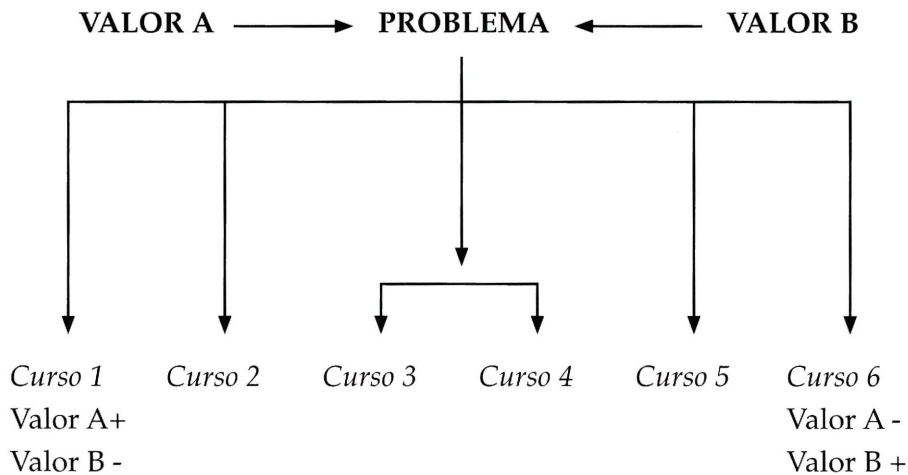 VALOR A PROBLEMA VALOR B
Curso 1 Curso 2 Curso 3 Curso 4 Curso 5 Curso 6
Valor A+ Valor A -
Valor B - Valor B +